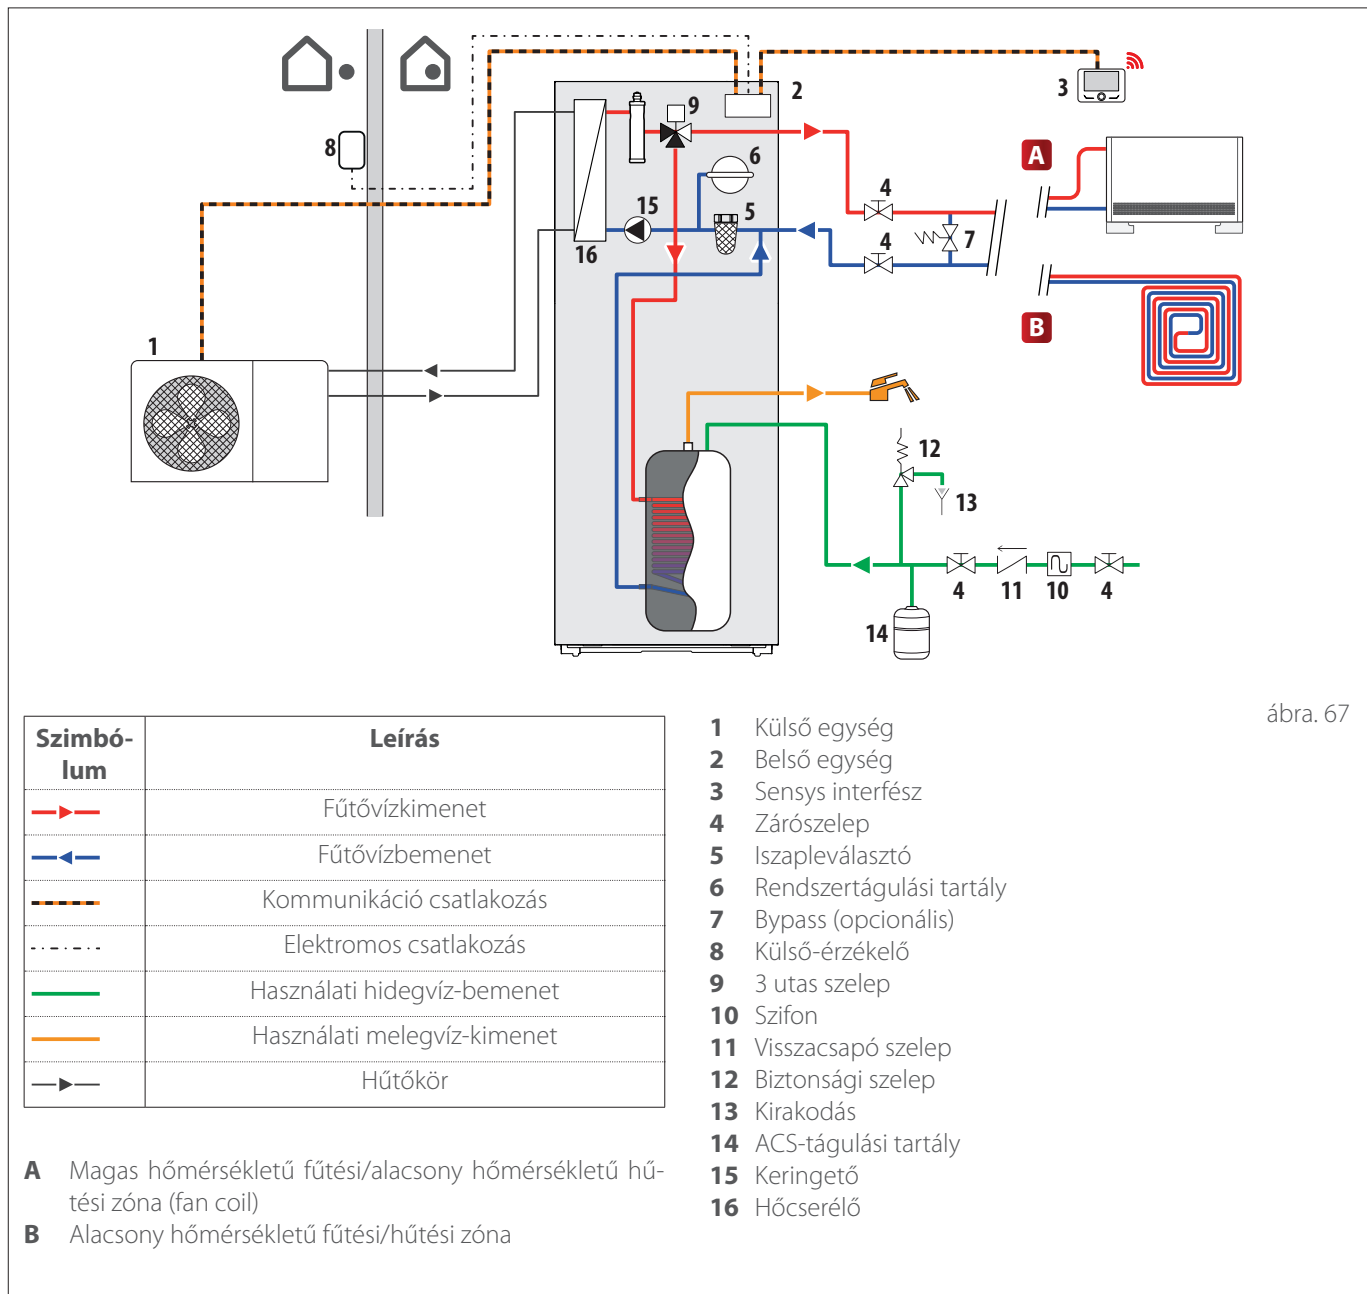 2
9
3
8
6
A
4
15
5
4
7
16
B
1
12
13
4
11
10
4
14
ábra. 67
Szimbó-
lum
Leírás
Fűtővízkimenet
Fűtővízbemenet
Kommunikáció csatlakozás
Elektromos csatlakozás
Használati hidegvíz-bemenet
Használati melegvíz-kimenet
Hűtőkör
A Magas hőmérsékletű fűtési/alacsony hőmérsékletű hű-
tési zóna (fan coil)
B Alacsony hőmérsékletű fűtési/hűtési zóna
1 Külső egység
2 Belső egység
3 Sensys interfész
4 Zárószelep
5 Iszapleválasztó
6 Rendszertágulási tartály
7 Bypass (opcionális)
8 Külső-érzékelő
9 3 utas szelep
10 Szifon
11 Visszacsapó szelep
12 Biztonsági szelep
13 Kirakodás
14 ACS-tágulási tartály
15 Keringető
16 Hőcserélő